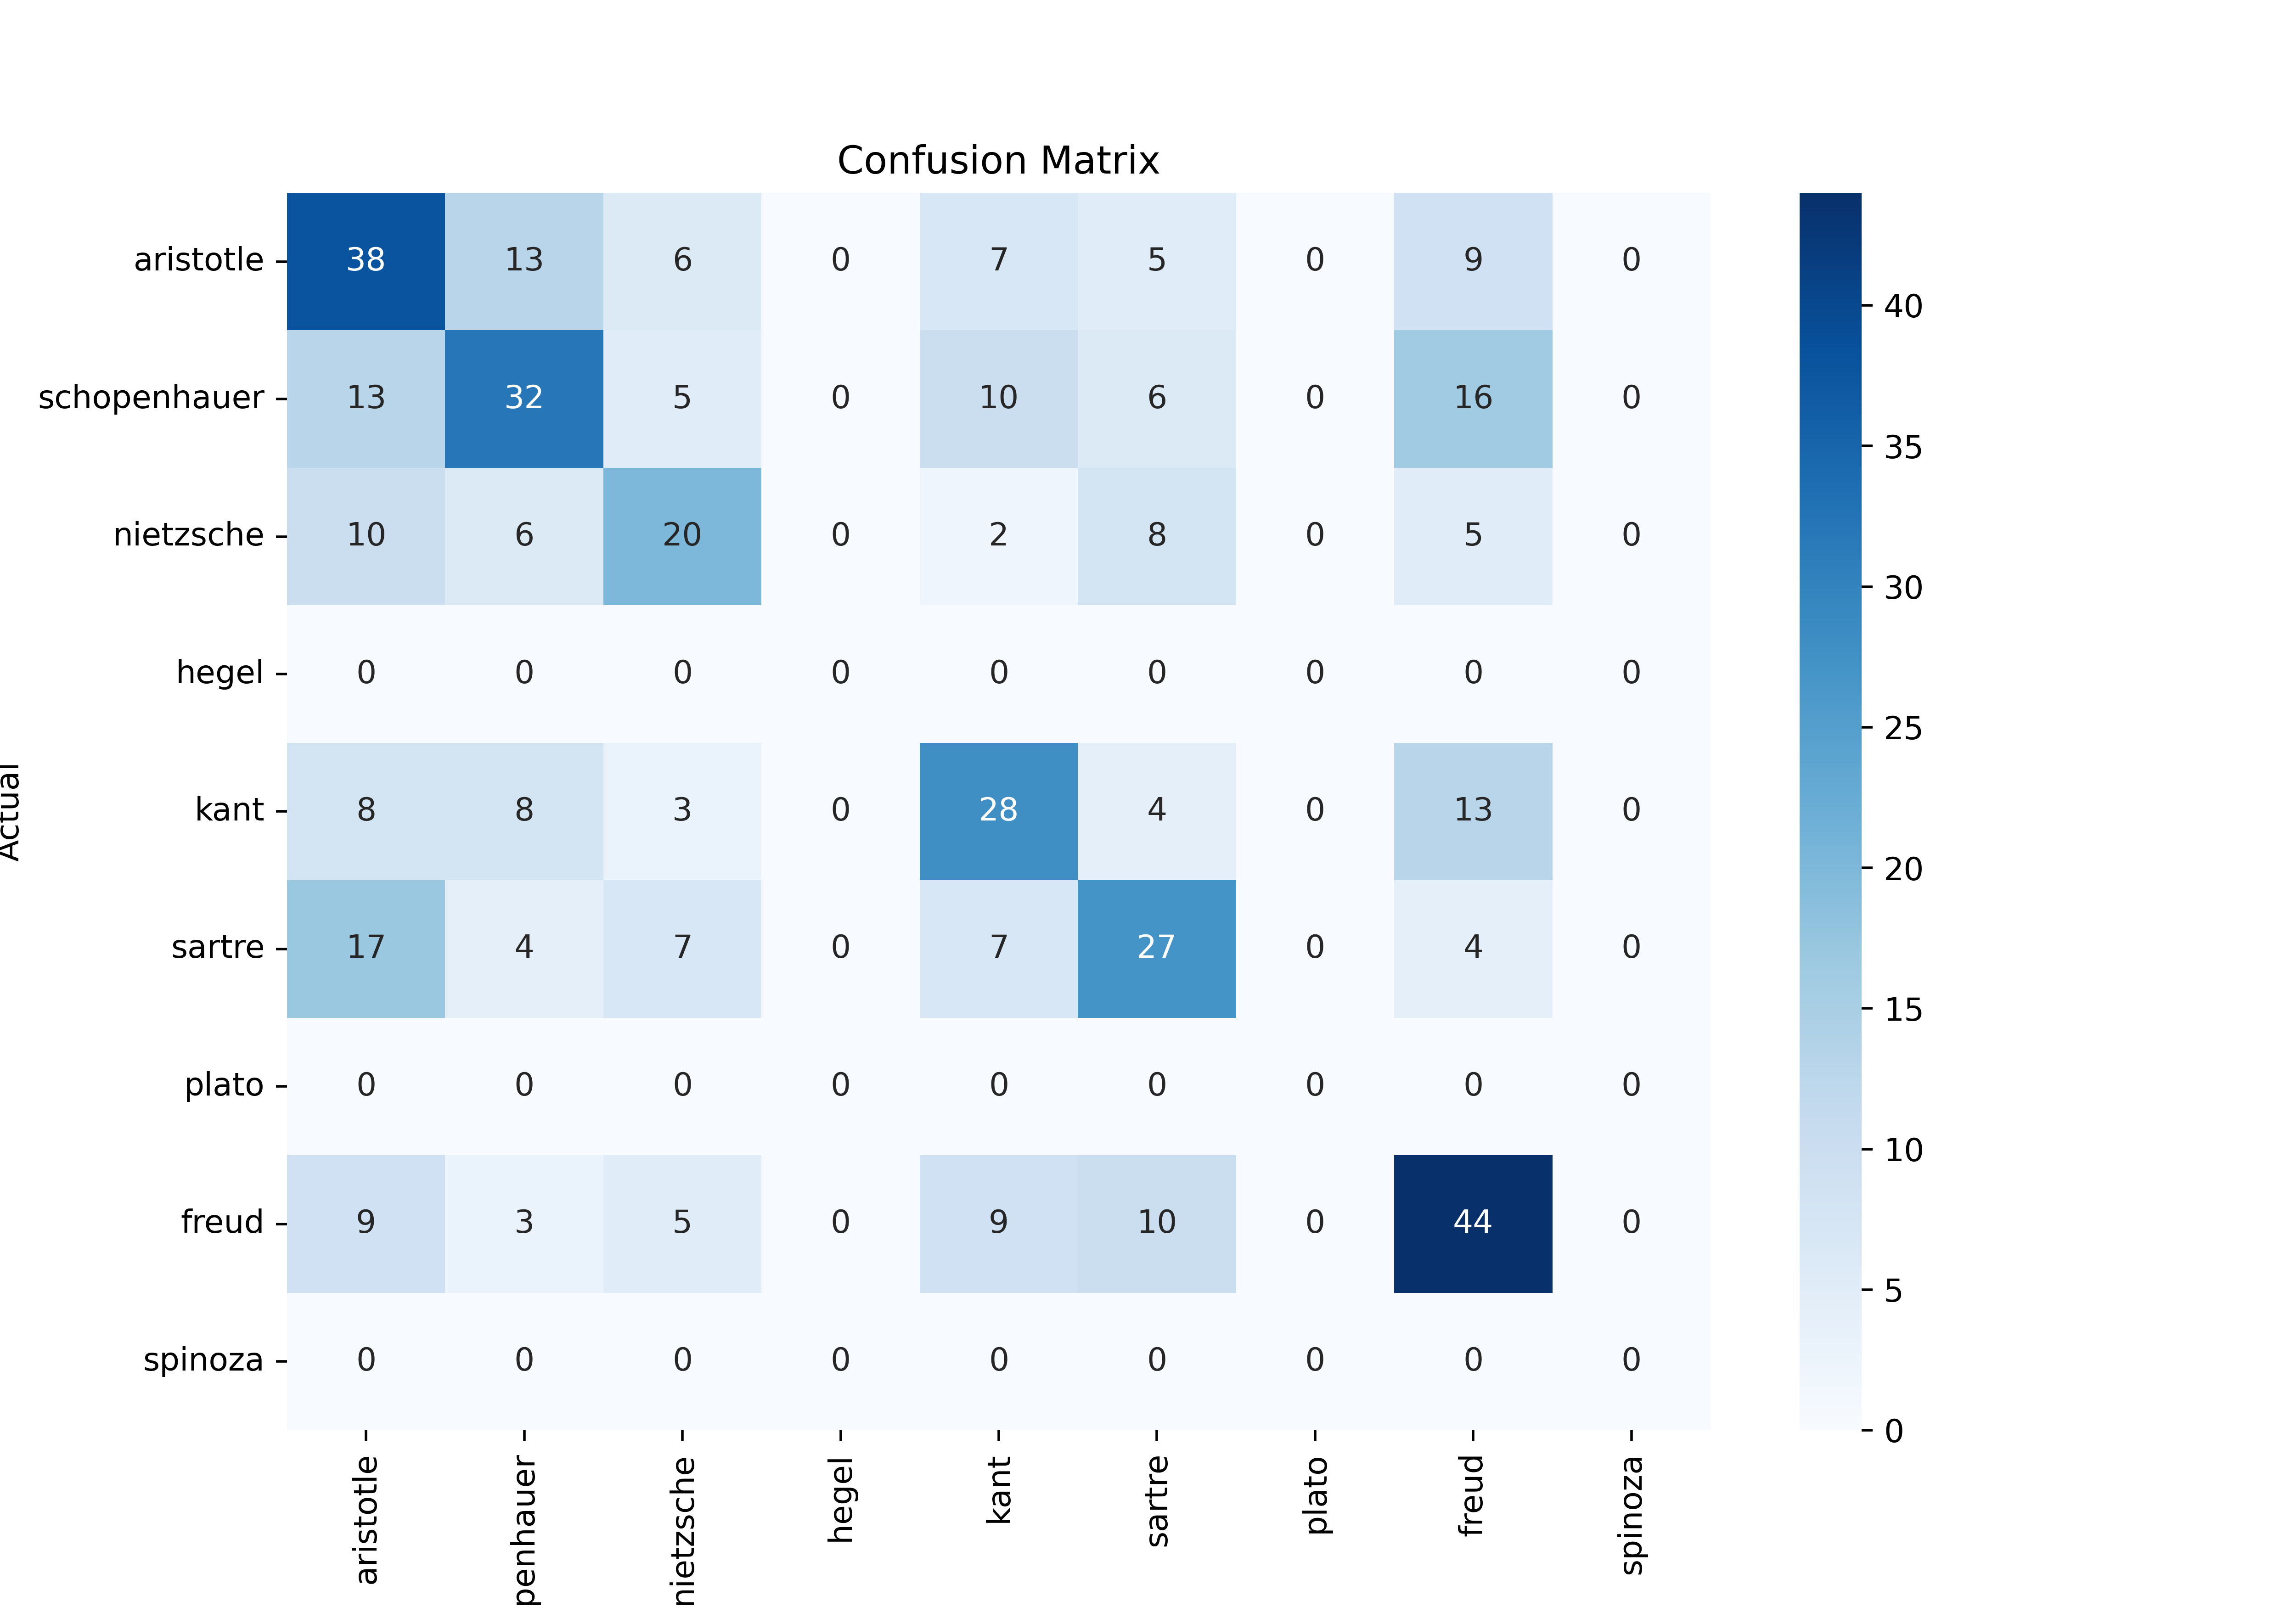 Confusion Matrix
aristotle 38 13 6 0 7 5 0 9 0
schopenhauer 13 32 5 0 10 6 0 16 0
nietzsche 10 6 20 0 2 8 0 5 0
hegel 0 0 0 0 0 0 0 0 0
kant 8 8 3 0 28 4 0 13 0
sartre 17 4 7 0 7 27 0 4 0
plato 0 0 0 0 0 0 0 0 0
freud 9 3 5 0 9 10 0 44 0
spinoza 0 0 0 0 0 0 0 0 0
Actual
aristotle penhauer nietzsche hegel kant sartre plato freud spinoza
40
35
30
25
20
15
10
5
0